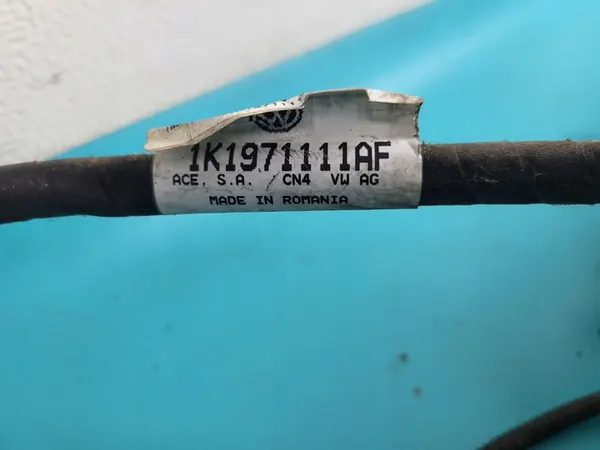 1K1971111AF
ACE. S.A. / CN4 VW AG
MADE IN ROMANIA